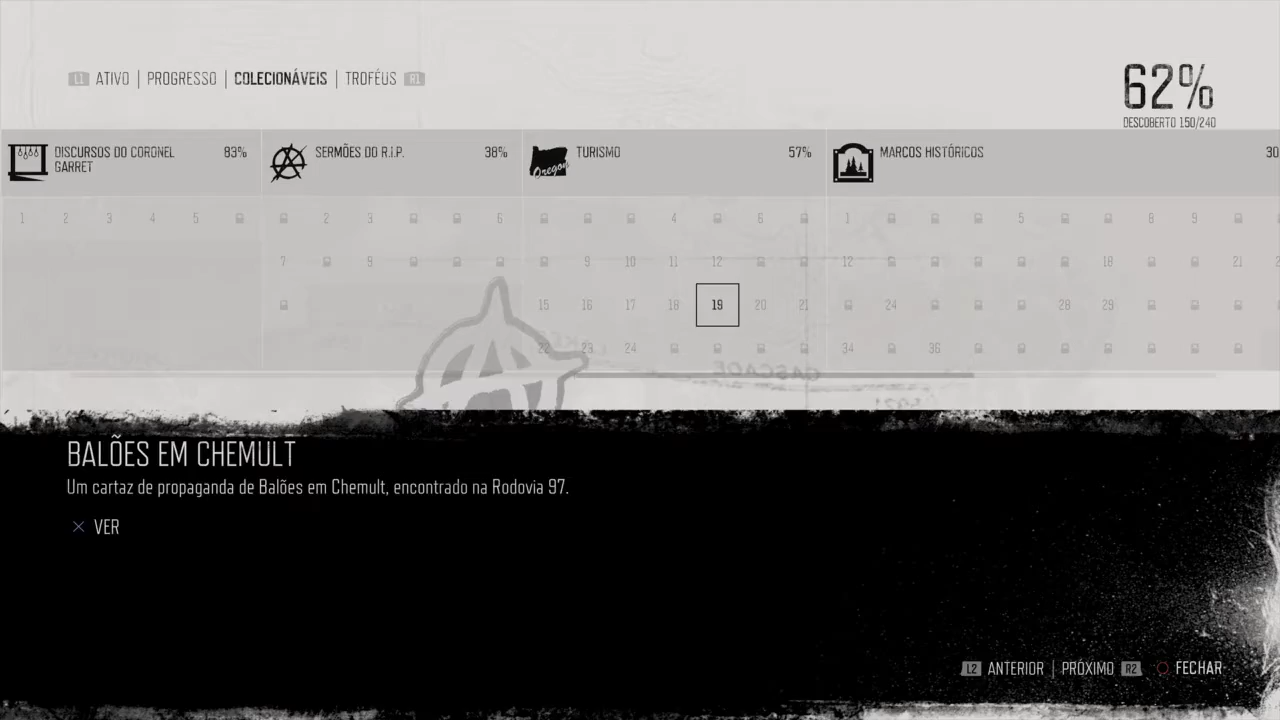 L1 ATIVO | PROGRESSO | COLECIONÁVEIS | TROFÉUS R1
62%
DESCOBERTO 150/240
DISCURSOS DO CORONEL GARRET 83%
SERMÕES DO R.I.P. 38%
Oregon TURISMO 57%
MARCOS HISTÓRICOS 30
1 2 3 4 5 2 3 6 4 6 1 5 8 9
7 9 9 10 11 12 12 18 21
15 16 17 18 19 20 21 24 28 29
22 23 24 34 36
CASCADE
BALÕES EM CHEMULT
Um cartaz de propaganda de Balões em Chemult, encontrado na Rodovia 97.
VER
L2 ANTERIOR | PRÓXIMO R2 FECHAR